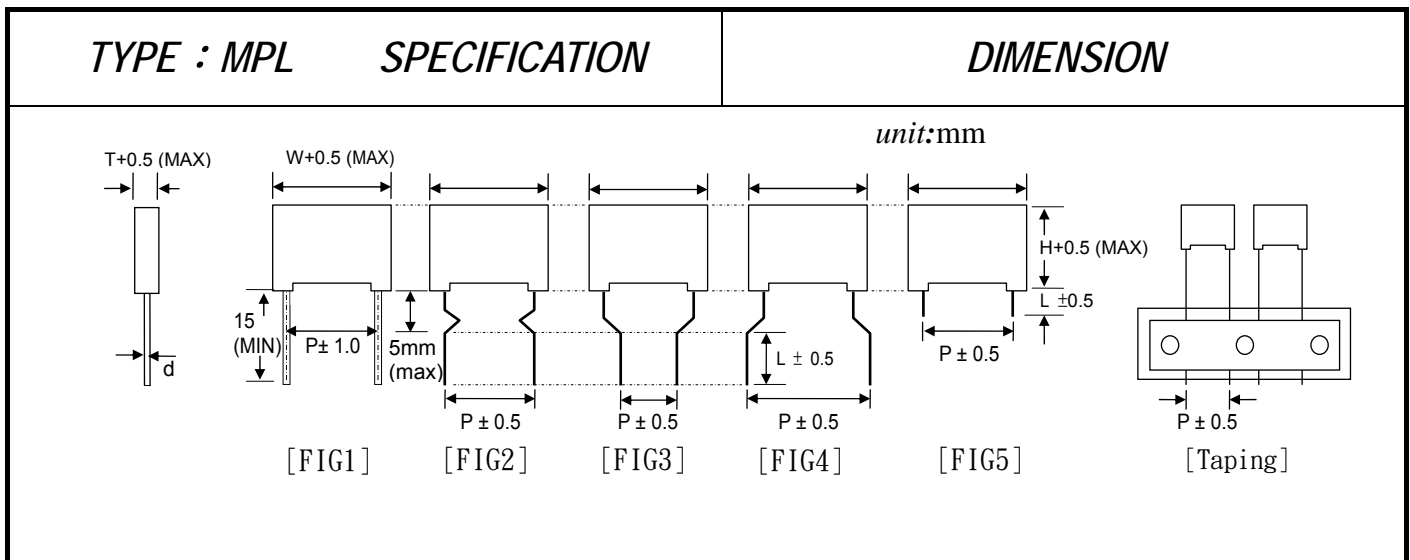 TYPE：MPL SPECIFICATION
DIMENSION
unit:mm
T+0.5 (MAX)
W+0.5 (MAX)
H+0.5 (MAX)
L ±0.5
15
(MIN)
d
P± 1.0
5mm
(max)
L ± 0.5
P ± 0.5
P ± 0.5
P ± 0.5
P ± 0.5
P ± 0.5
[FIG1]
[FIG2]
[FIG3]
[FIG4]
[FIG5]
[Taping]